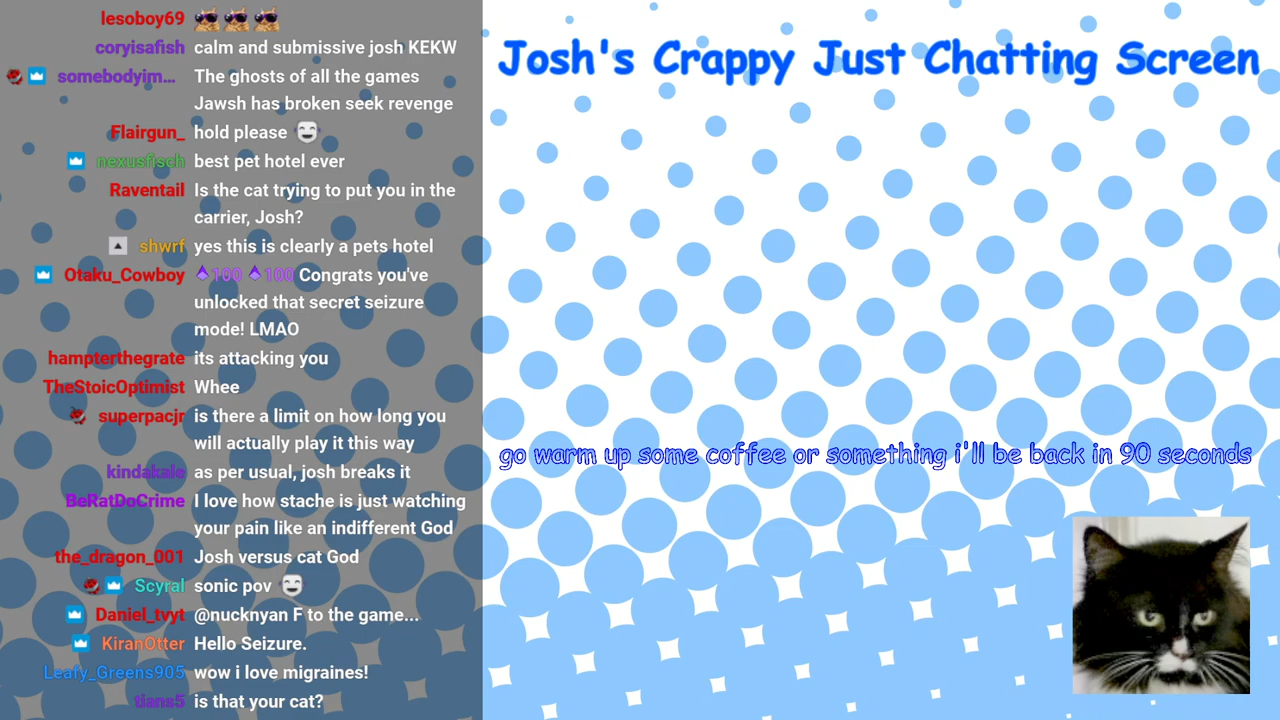 lesoboy69
coryisafish calm and submissive josh KEKW
somebodyim... The ghosts of all the games
Jawsh has broken seek revenge
Flairgun_ hold please
nexusfisch best pet hotel ever
Raventail Is the cat trying to put you in the
carrier, Josh?
shwrf yes this is clearly a pets hotel
Otaku_Cowboy 100 100 Congrats you've
unlocked that secret seizure
mode! LMAO
hampterthegrate its attacking you
TheStoicOptimist Whee
superpacjr is there a limit on how long you
will actually play it this way
kindakale as per usual, josh breaks it
BeRatDoCrime I love how stache is just watching
your pain like an indifferent God
the_dragon_001 Josh versus cat God
Scyral sonic pov
Daniel_tvyt @nucknyan F to the game...
KiranOtter Hello Seizure.
Leafy_Greens905 wow i love migraines!
tians5 is that your cat?
Josh's Crappy Just Chatting Screen
go warm up some coffee or something i'll be back in 90 seconds